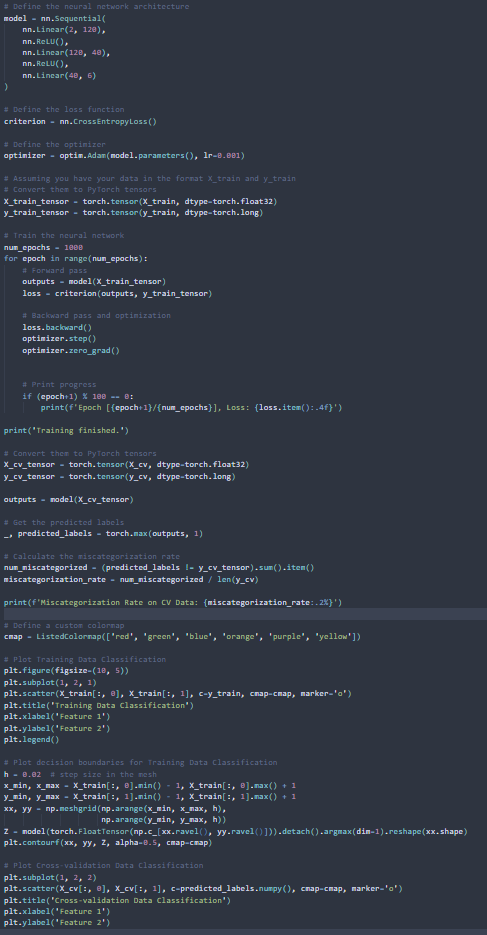 # Define the neural network architecture
model = nn.Sequential(
    nn.Linear(2, 120),
    nn.ReLU(),
    nn.Linear(120, 40),
    nn.ReLU(),
    nn.Linear(40, 6)
)
# Define the loss function
criterion = nn.CrossEntropyLoss()
# Define the optimizer
optimizer = optim.Adam(model.parameters(), lr=0.001)
# Assuming you have your data in the format X_train and y_train
# Convert them to PyTorch tensors
X_train_tensor = torch.tensor(X_train, dtype=torch.float32)
y_train_tensor = torch.tensor(y_train, dtype=torch.long)
# Train the neural network
num_epochs = 1000
for epoch in range(num_epochs):
    # Forward pass
    outputs = model(X_train_tensor)
    loss = criterion(outputs, y_train_tensor)
    # Backward pass and optimization
    loss.backward()
    optimizer.step()
    optimizer.zero_grad()
    # Print progress
    if (epoch+1) % 100 == 0:
        print(f'Epoch [{epoch+1}/{num_epochs}], Loss: {loss.item():.4f}')
print('Training finished.')
# Convert them to PyTorch tensors
X_cv_tensor = torch.tensor(X_cv, dtype=torch.float32)
y_cv_tensor = torch.tensor(y_cv, dtype=torch.long)
outputs = model(X_cv_tensor)
# Get the predicted labels
_, predicted_labels = torch.max(outputs, 1)
# Calculate the miscategorization rate
num_miscategorized = (predicted_labels != y_cv_tensor).sum().item()
miscategorization_rate = num_miscategorized / len(y_cv)
print(f'Miscategorization Rate on CV Data: {miscategorization_rate:.2%}')
# Define a custom colormap
cmap = ListedColormap(['red', 'green', 'blue', 'orange', 'purple', 'yellow'])
# Plot Training Data Classification
plt.figure(figsize=(10, 5))
plt.subplot(1, 2, 1)
plt.scatter(X_train[:, 0], X_train[:, 1], c=y_train, cmap=cmap, marker='o')
plt.title('Training Data Classification')
plt.xlabel('Feature 1')
plt.ylabel('Feature 2')
plt.legend()
# Plot decision boundaries for Training Data Classification
h = 0.02  # step size in the mesh
x_min, x_max = X_train[:, 0].min() - 1, X_train[:, 0].max() + 1
y_min, y_max = X_train[:, 1].min() - 1, X_train[:, 1].max() + 1
xx, yy = np.meshgrid(np.arange(x_min, x_max, h),
                     np.arange(y_min, y_max, h))
Z = model(torch.FloatTensor(np.c_[xx.ravel(), yy.ravel()])).detach().argmax(dim=1).reshape(xx.shape)
plt.contourf(xx, yy, Z, alpha=0.5, cmap=cmap)
# Plot Cross-validation Data Classification
plt.subplot(1, 2, 2)
plt.scatter(X_cv[:, 0], X_cv[:, 1], c=predicted_labels.numpy(), cmap=cmap, marker='o')
plt.title('Cross-validation Data Classification')
plt.xlabel('Feature 1')
plt.ylabel('Feature 2')